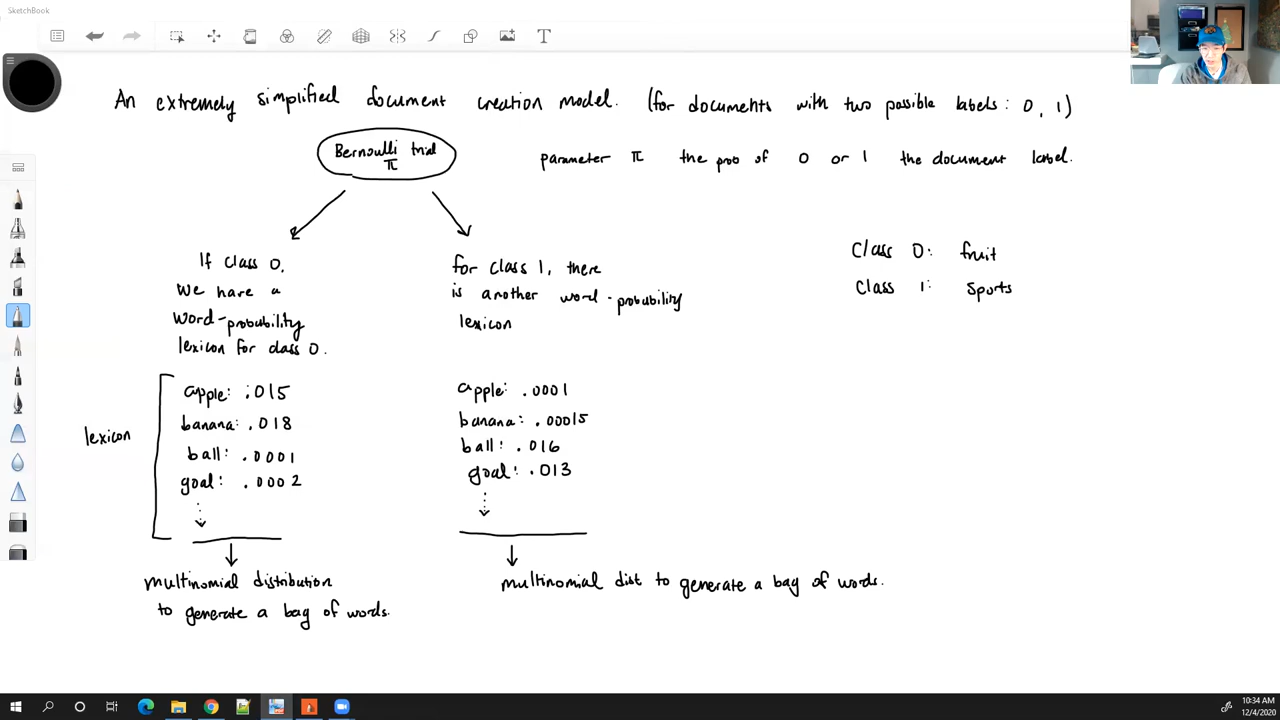 SketchBook
An extremely simplified document creation model. (for documents with two possible labels: 0, 1)
Bernoulli trial
π
parameter π the prob of 0 or 1 the document label.
If class 0,
we have a
word-probability
lexicon for class 0.
for class 1, there
is another word-probability
lexicon
Class 0: fruit
Class 1: Sports
lexicon
apple: .015
banana: .018
ball: .0001
goal: .0002
apple: .0001
banana: .00015
ball: .016
goal: .013
multinomial distribution
to generate a bag of words.
multinomial dist to generate a bag of words.
10:34 AM
12/4/2020